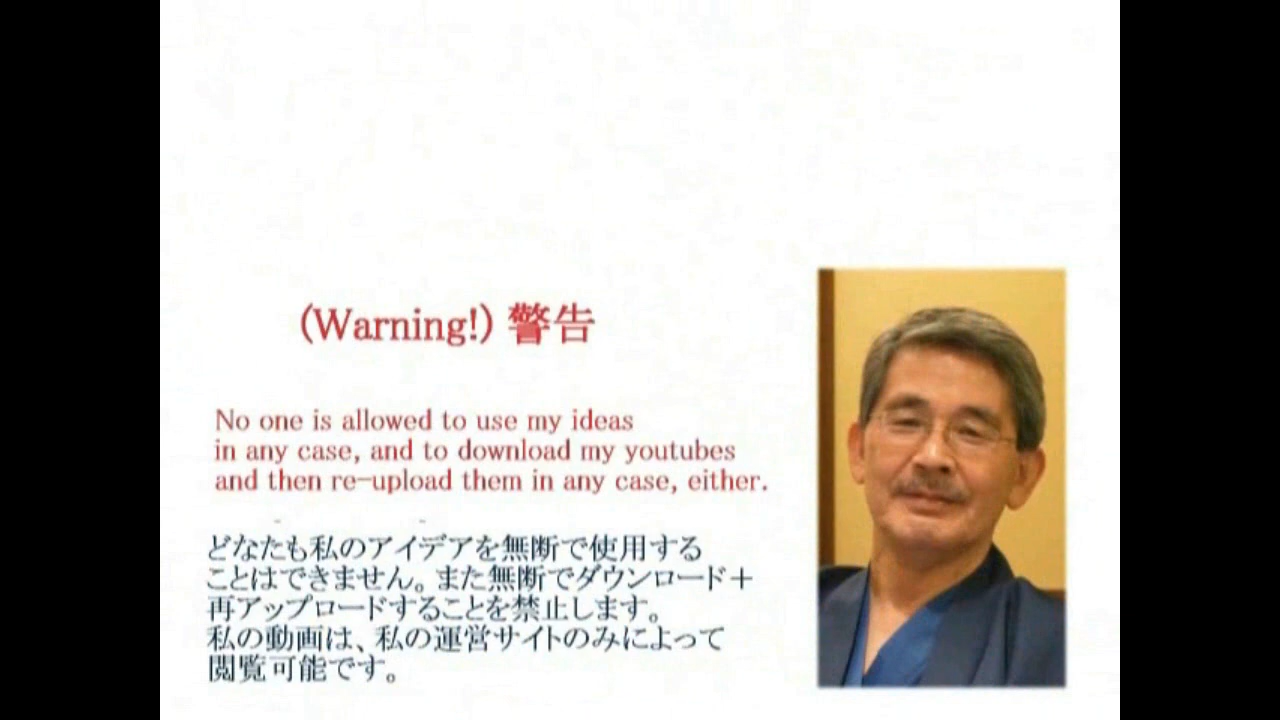 (Warning!) 警告
No one is allowed to use my ideas
in any case, and to download my youtubes
and then re-upload them in any case, either.
どなたも私のアイデアを無断で使用する
ことはできません。また無断でダウンロード＋
再アップロードすることを禁止します。
私の動画は、私の運営サイトのみによって
閲覧可能です。